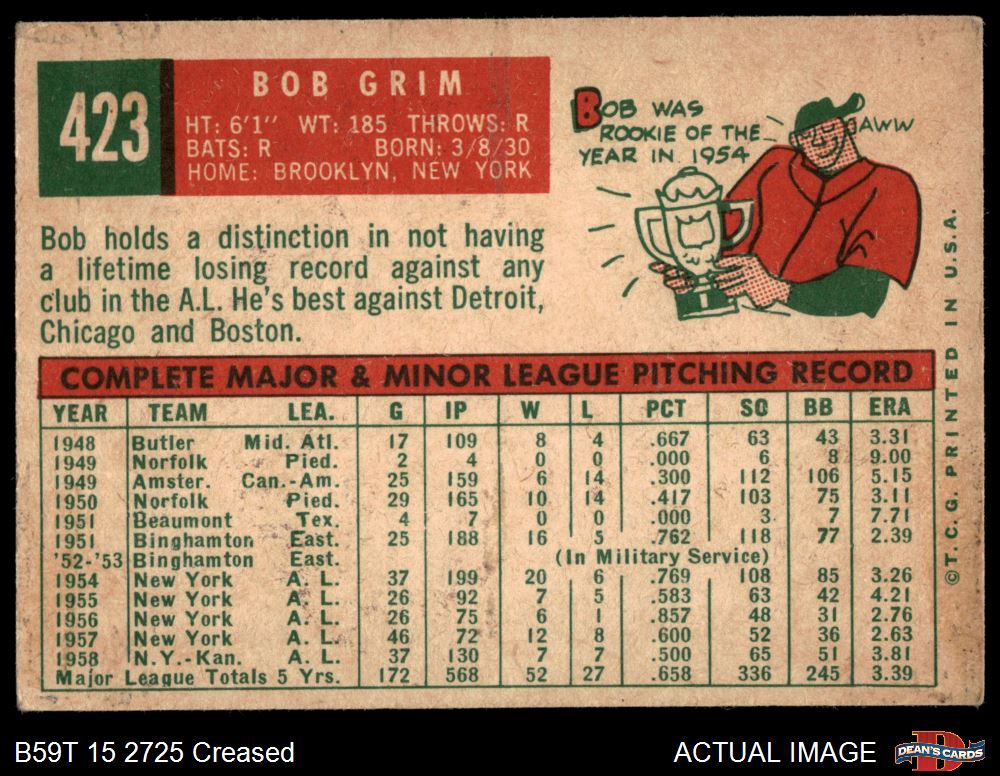 423
BOB GRIM
HT: 6'1" WT: 185 THROWS: R
BATS: R BORN: 3/8/30
HOME: BROOKLYN, NEW YORK
BOB WAS
ROOKIE OF THE
YEAR IN 1954
AWW
Bob holds a distinction in not having
a lifetime losing record against any
club in the A.L. He's best against Detroit,
Chicago and Boston.
COMPLETE MAJOR & MINOR LEAGUE PITCHING RECORD
YEAR TEAM LEA. G IP W L PCT SO BB ERA
1948 Butler Mid. Atl. 17 109 8 4 .667 63 43 3.31
1949 Norfolk Pied. 2 4 0 0 .000 6 8 9.00
1949 Amster. Can.-Am. 25 159 6 14 .300 112 106 5.15
1950 Norfolk Pied. 29 165 10 14 .417 103 75 3.11
1951 Beaumont Tex. 4 7 0 0 .000 3 7 7.71
1951 Binghamton East. 25 188 16 5 .762 118 77 2.39
'52-'53 Binghamton East. (In Military Service)
1954 New York A. L. 37 199 20 6 .769 108 85 3.26
1955 New York A. L. 26 92 7 5 .583 63 42 4.21
1956 New York A. L. 26 75 6 1 .857 48 31 2.76
1957 New York A. L. 46 72 12 8 .600 52 36 2.63
1958 N.Y.-Kan. A. L. 37 130 7 7 .500 65 51 3.81
Major League Totals 5 Yrs. 172 568 52 27 .658 336 245 3.39
©T.C.G. PRINTED IN U.S.A.
B59T 15 2725 Creased
ACTUAL IMAGE
D
DEAN'S CARDS